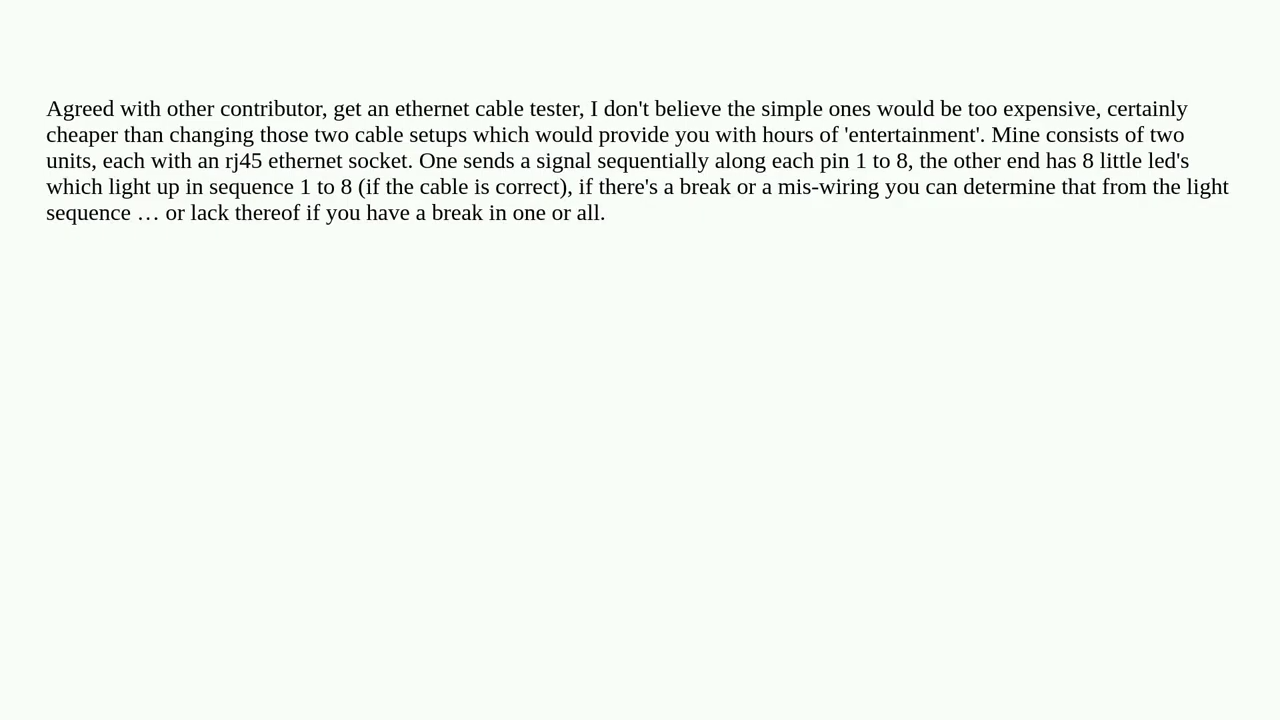 Agreed with other contributor, get an ethernet cable tester, I don't believe the simple ones would be too expensive, certainly
cheaper than changing those two cable setups which would provide you with hours of 'entertainment'. Mine consists of two
units, each with an rj45 ethernet socket. One sends a signal sequentially along each pin 1 to 8, the other end has 8 little led's
which light up in sequence 1 to 8 (if the cable is correct), if there's a break or a mis-wiring you can determine that from the light
sequence … or lack thereof if you have a break in one or all.